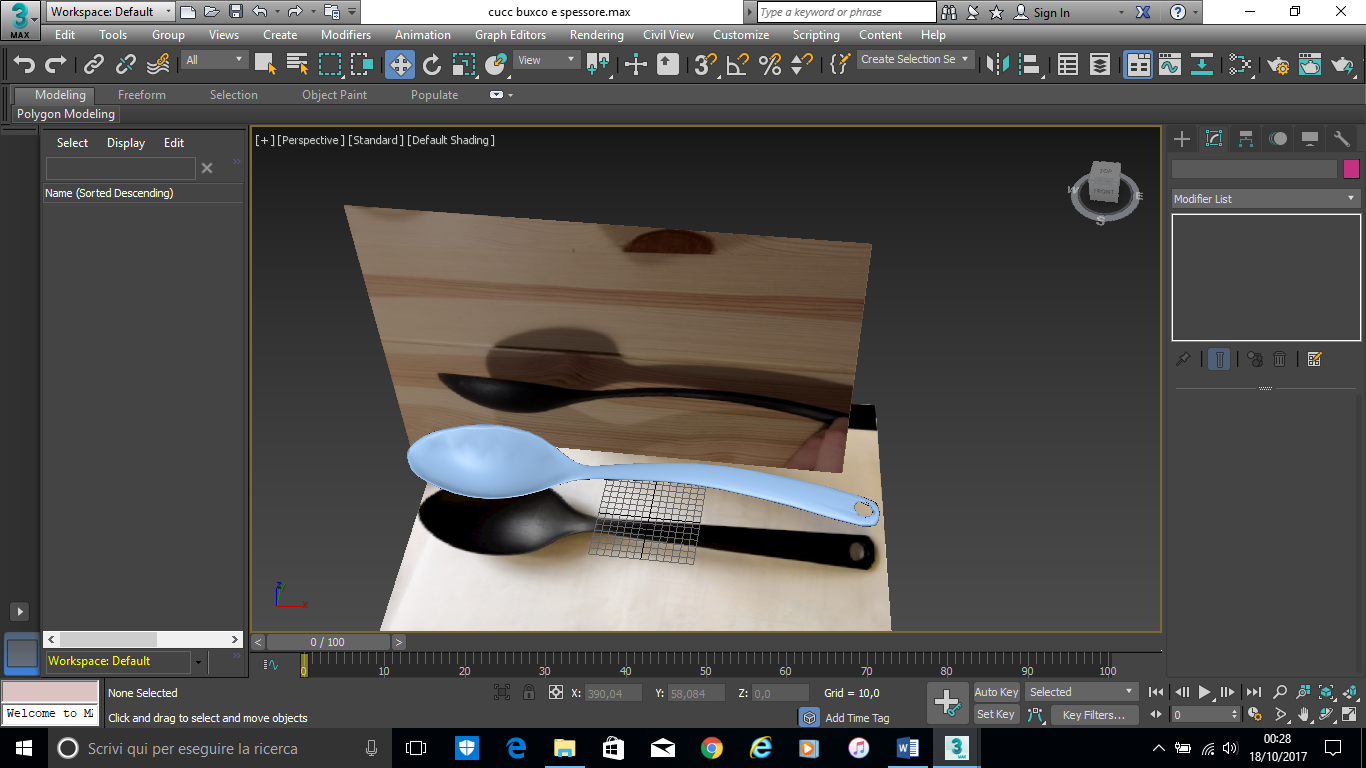 3
MAX
Workspace: Default
cucc buxco e spessore.max
Type a keyword or phrase
Sign In
Edit Tools Group Views Create Modifiers Animation Graph Editors Rendering Civil View Customize Scripting Content Help
All
View
Create Selection Se
Modeling Freeform Selection Object Paint Populate
Polygon Modeling
Select Display Edit
Name (Sorted Descending)
[+] [Perspective ] [Standard ] [Default Shading ]
TOP
FRONT
W
E
S
Modifier List
z
x
0 / 100
Workspace: Default
0 10 20 30 40 50 60 70 80 90 100
None Selected
X: 390,04 Y: 58,084 Z: 0,0 Grid = 10,0
Auto Key Selected
Welcome to MA
Click and drag to select and move objects
Add Time Tag
Set Key Key Filters...
0
Scrivi qui per eseguire la ricerca
00:28
18/10/2017